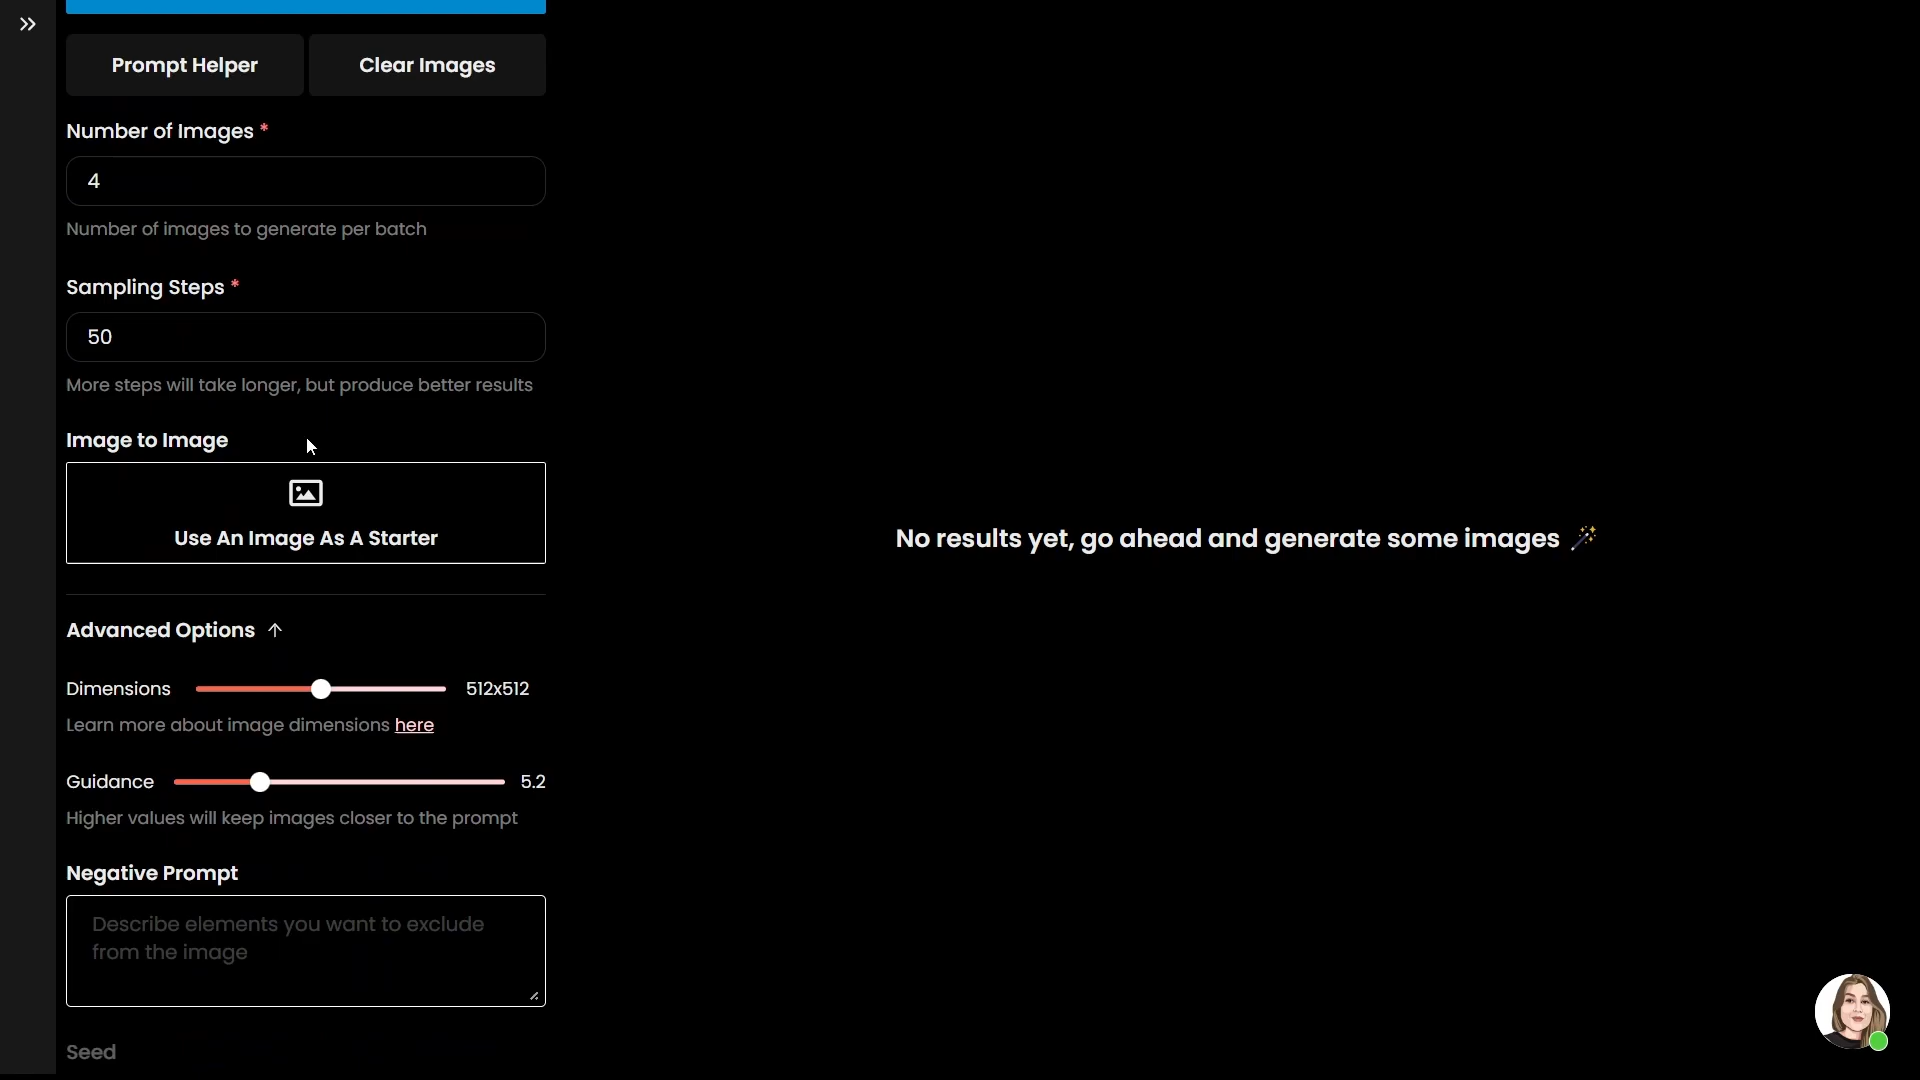 Prompt Helper
Clear Images
Number of Images *
4
Number of images to generate per batch
Sampling Steps *
50
More steps will take longer, but produce better results
Image to Image
Use An Image As A Starter
Advanced Options
Dimensions
512x512
Learn more about image dimensions here
Guidance
5.2
Higher values will keep images closer to the prompt
Negative Prompt
Describe elements you want to exclude
from the image
Seed
No results yet, go ahead and generate some images